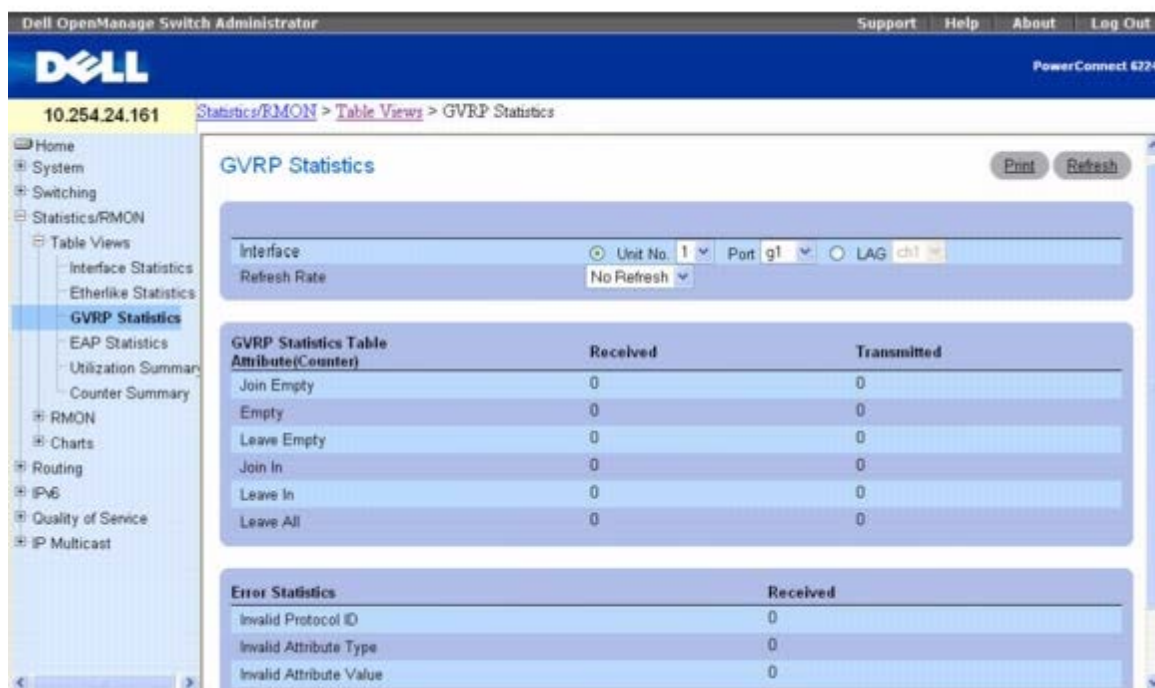 Dell OpenManage Switch Administrator Support Help About Log Out
DELL
PowerConnect 6224
10.254.24.161
Statistics/RMON > Table Views > GVRP Statistics
Home
System
Switching
Statistics/RMON
Table Views
Interface Statistics
Etherlike Statistics
GVRP Statistics
EAP Statistics
Utilization Summary
Counter Summary
RMON
Charts
Routing
IPv6
Quality of Service
IP Multicast
GVRP Statistics
Print Refresh
Interface Unit No. 1 Port g1 LAG ch1
Refresh Rate No Refresh
GVRP Statistics Table
Attribute(Counter) Received Transmitted
Join Empty 0 0
Empty 0 0
Leave Empty 0 0
Join In 0 0
Leave In 0 0
Leave All 0 0
Error Statistics Received
Invalid Protocol ID 0
Invalid Attribute Type 0
Invalid Attribute Value 0